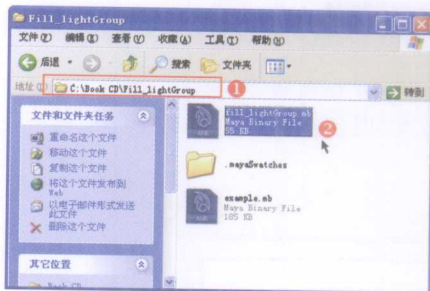 Fill_lightGroup
文件(F) 编辑(E) 查看(V) 收藏(A) 工具(T) 帮助(H)
后退 搜索 文件夹
地址(D) C:\Book CD\Fill_lightGroup 转到
1
文件和文件夹任务
重命名这个文件
移动这个文件
复制这个文件
将这个文件发布到
Web
以电子邮件形式发送
此文件
删除这个文件
其它位置
Book CD
fill_lightGroup.mb
Maya Binary File
55 KB
2
.mayaSwatches
example.mb
Maya Binary File
105 KB